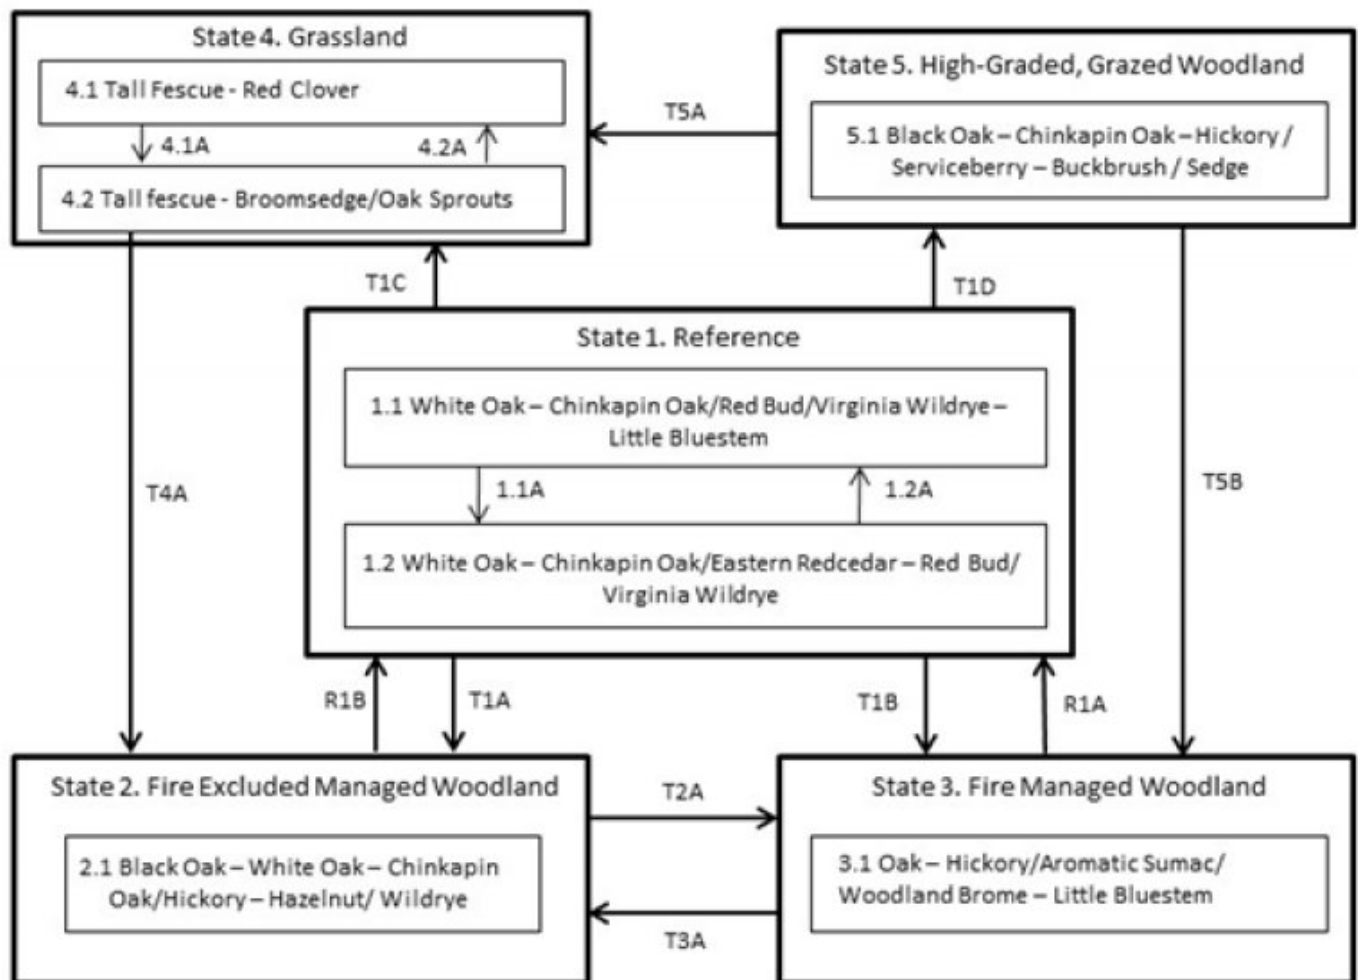 State 4. Grassland
4.1 Tall Fescue - Red Clover
4.1A
4.2A
4.2 Tall fescue - Broomsedge/Oak Sprouts
T5A
State 5. High-Graded, Grazed Woodland
5.1 Black Oak – Chinkapin Oak – Hickory /
Serviceberry – Buckbrush / Sedge
T1C
T1D
State 1. Reference
1.1 White Oak – Chinkapin Oak/Red Bud/Virginia Wildrye –
Little Bluestem
1.1A
1.2A
1.2 White Oak – Chinkapin Oak/Eastern Redcedar – Red Bud/
Virginia Wildrye
T4A
T5B
R1B
T1A
T1B
R1A
State 2. Fire Excluded Managed Woodland
2.1 Black Oak – White Oak – Chinkapin
Oak/Hickory – Hazelnut/ Wildrye
T2A
T3A
State 3. Fire Managed Woodland
3.1 Oak – Hickory/Aromatic Sumac/
Woodland Brome – Little Bluestem